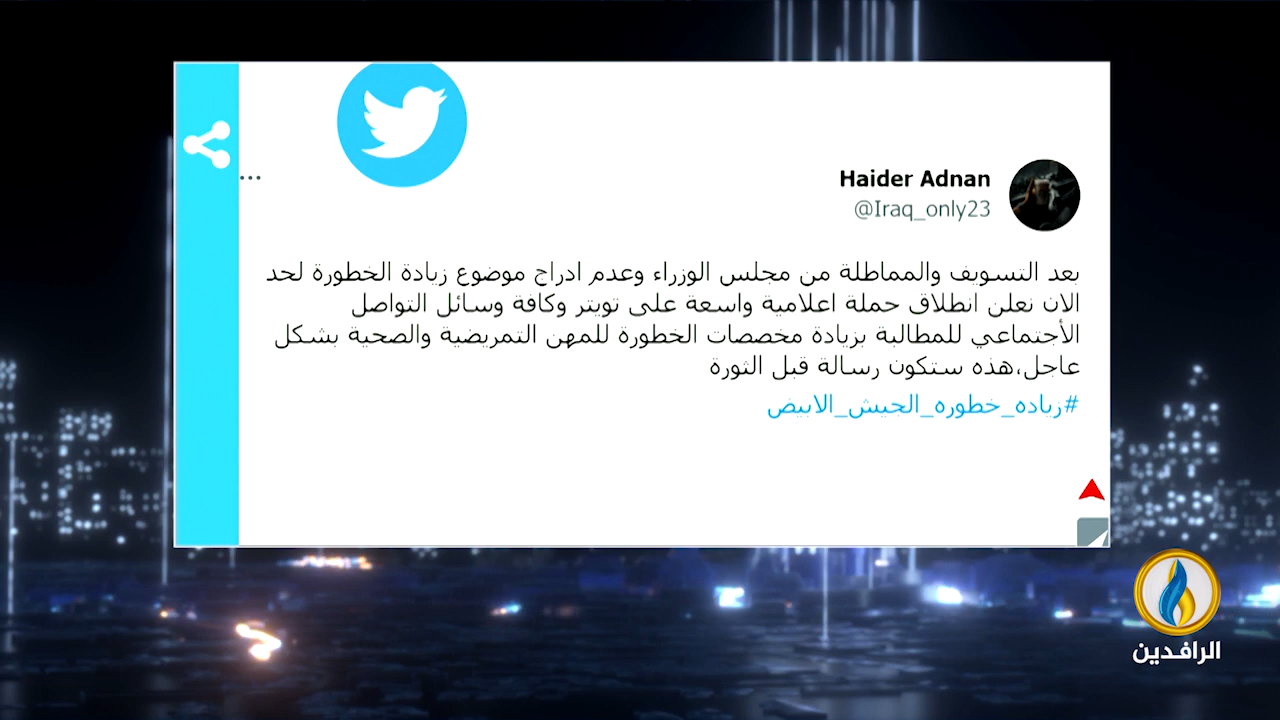 ...
Haider Adnan
@Iraq_only23
بعد التسويف والمماطلة من مجلس الوزراء وعدم ادراج موضوع زيادة الخطورة لحد
الان نعلن انطلاق حملة اعلامية واسعة على تويتر وكافة وسائل التواصل
الأجتماعي للمطالبة بزيادة مخصصات الخطورة للمهن التمريضية والصحية بشكل
عاجل،هذه ستكون رسالة قبل الثورة
#زياده_خطوره_الجيش_الابيض
الرافدين